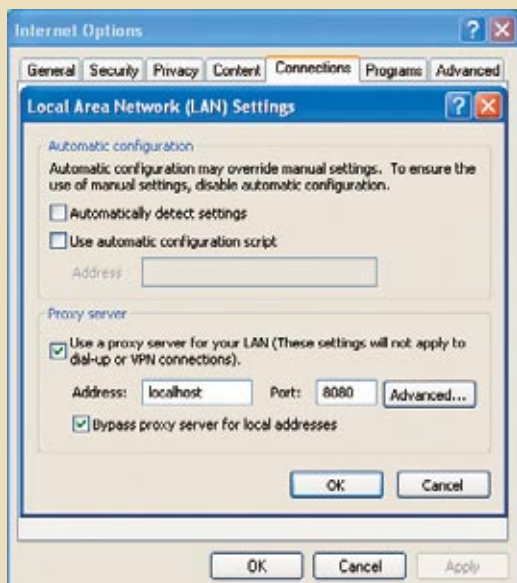 Internet Options
General Security Privacy Content Connections Programs Advanced
Local Area Network (LAN) Settings
Automatic configuration
Automatic configuration may override manual settings. To ensure the
use of manual settings, disable automatic configuration.
Automatically detect settings
Use automatic configuration script
Address
Proxy server
Use a proxy server for your LAN (These settings will not apply to
dial-up or VPN connections).
Address: localhost Port: 8080 Advanced...
Bypass proxy server for local addresses
OK Cancel
OK Cancel Apply